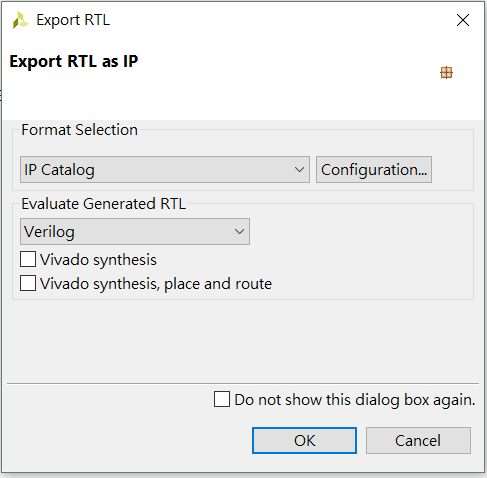 Export RTL
Export RTL as IP
Format Selection
IP Catalog
Configuration...
Evaluate Generated RTL
Verilog
Vivado synthesis
Vivado synthesis, place and route
Do not show this dialog box again.
OK
Cancel